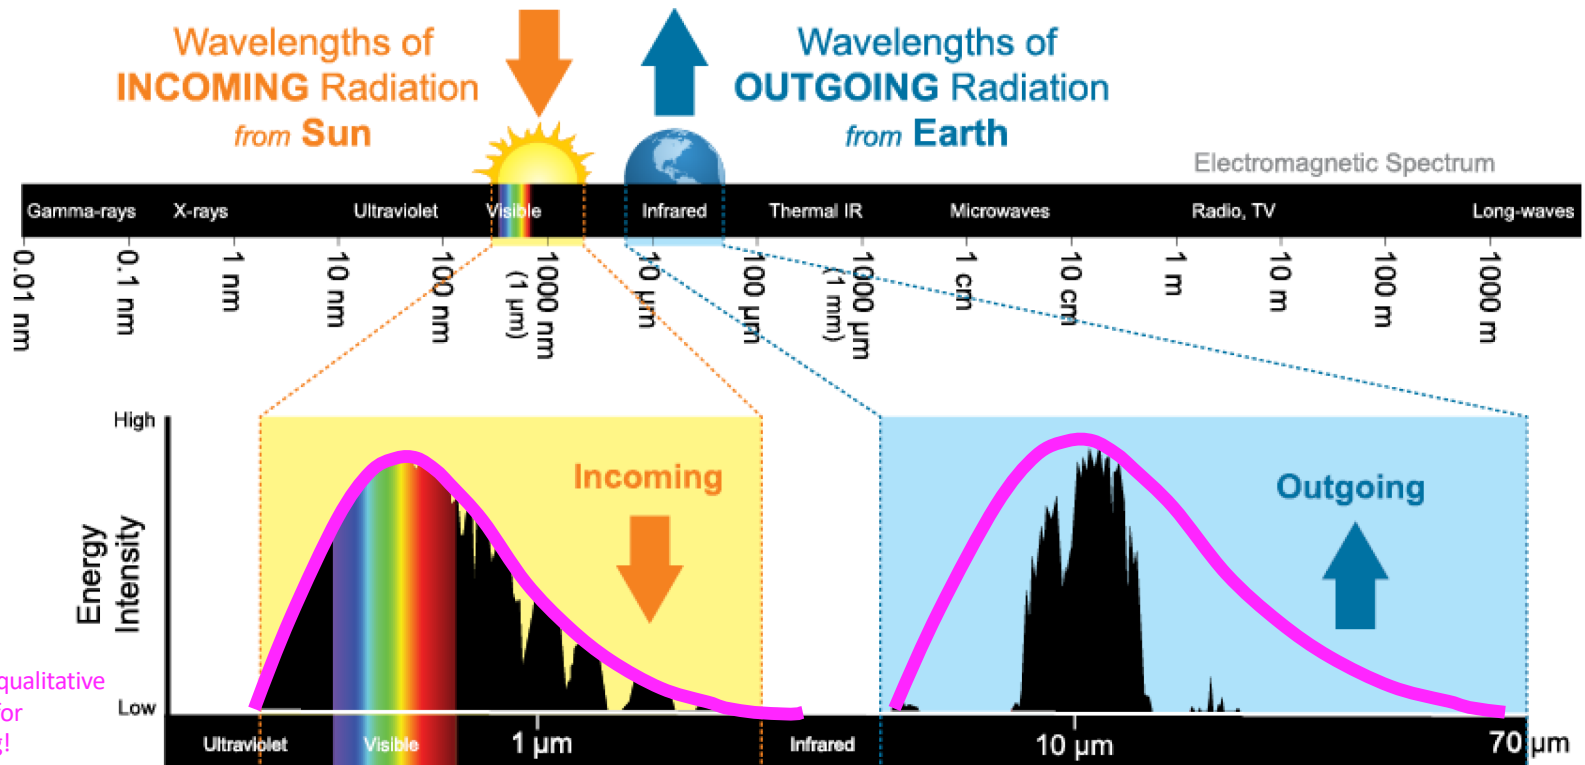 Wavelengths of
INCOMING Radiation
from Sun
Wavelengths of
OUTGOING Radiation
from Earth
Electromagnetic Spectrum
Gamma-rays X-rays Ultraviolet Visible Infrared Thermal IR Microwaves Radio, TV Long-waves
0.01 nm
0.1 nm
1 nm
10 nm
100 nm
1000 nm
(1 μm)
10 μm
100 μm
1000 μm
(1 mm)
1 cm
10 cm
1 m
10 m
100 m
1000 m
High
Energy
Intensity
Low
Incoming
Outgoing
qualitative
for
Ultraviolet Visible 1 μm Infrared 10 μm 70 μm